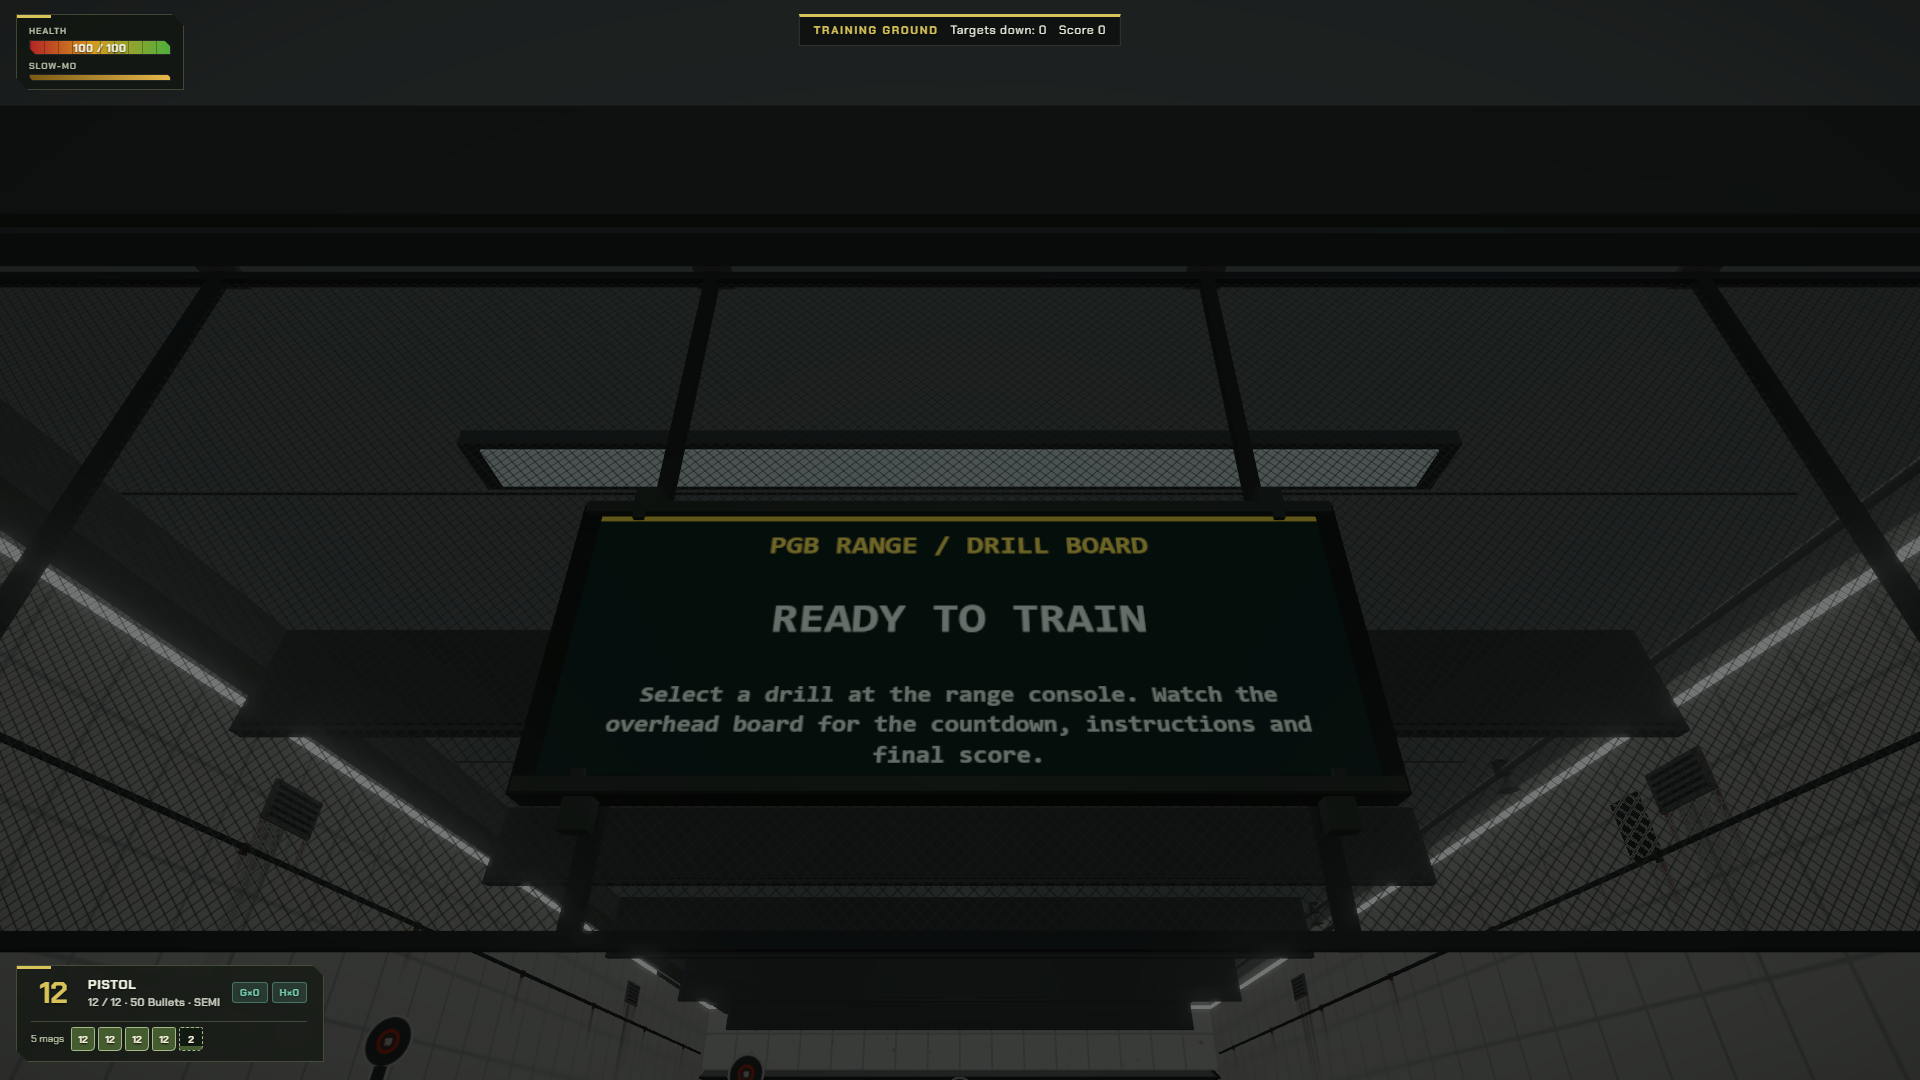 HEALTH
100 / 100
SLOW-MO
TRAINING GROUND Targets down: 0 Score 0
PGB RANGE / DRILL BOARD
READY TO TRAIN
Select a drill at the range console. Watch the
overhead board for the countdown, instructions and
final score.
12 PISTOL
12 / 12 · 50 Bullets · SEMI
G×0 H×0
5 mags 12 12 12 12 2